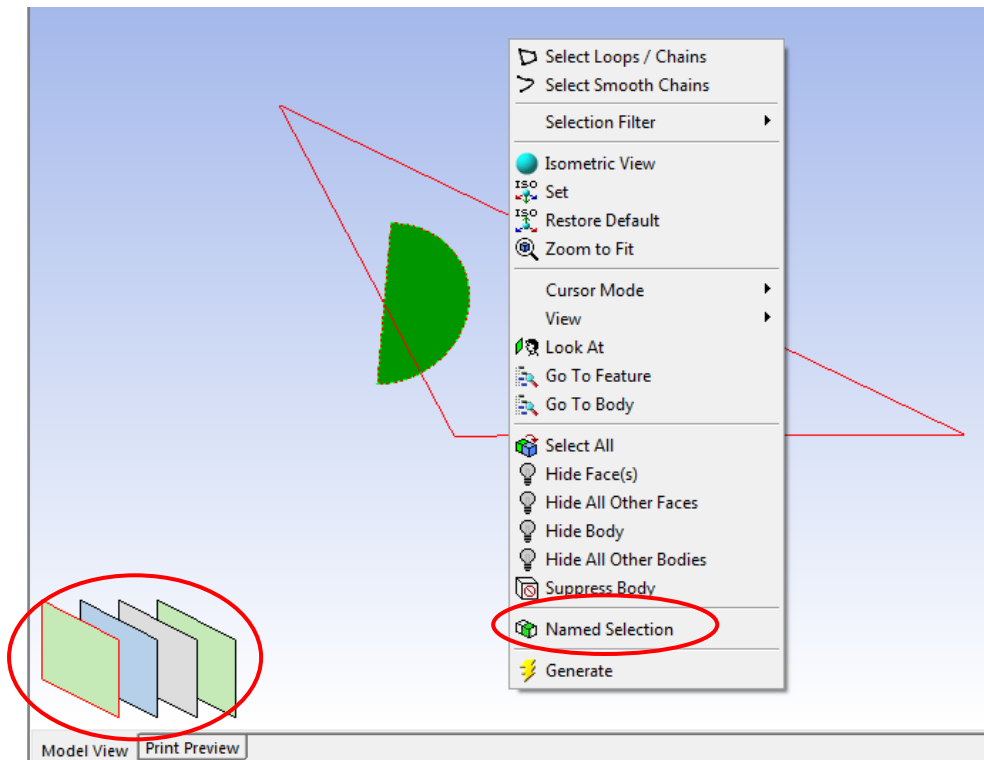 Select Loops / Chains
Select Smooth Chains
Selection Filter
Isometric View
ISO Set
ISO Restore Default
Zoom to Fit
Cursor Mode
View
Look At
Go To Feature
Go To Body
Select All
Hide Face(s)
Hide All Other Faces
Hide Body
Hide All Other Bodies
Suppress Body
Named Selection
Generate
Model View Print Preview